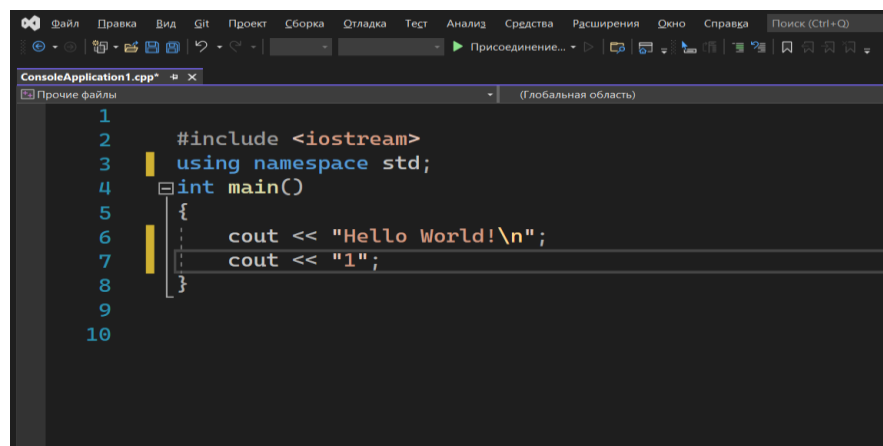 Файл Правка Вид Git Проект Сборка Отладка Тест Анализ Средства Расширения Окно Справка Поиск (Ctrl+Q)
Присоединение...
ConsoleApplication1.cpp*
Прочие файлы (Глобальная область)
1
2 #include <iostream>
3 using namespace std;
4 int main()
5 {
6 cout << "Hello World!\n";
7 cout << "1";
8 }
9
10